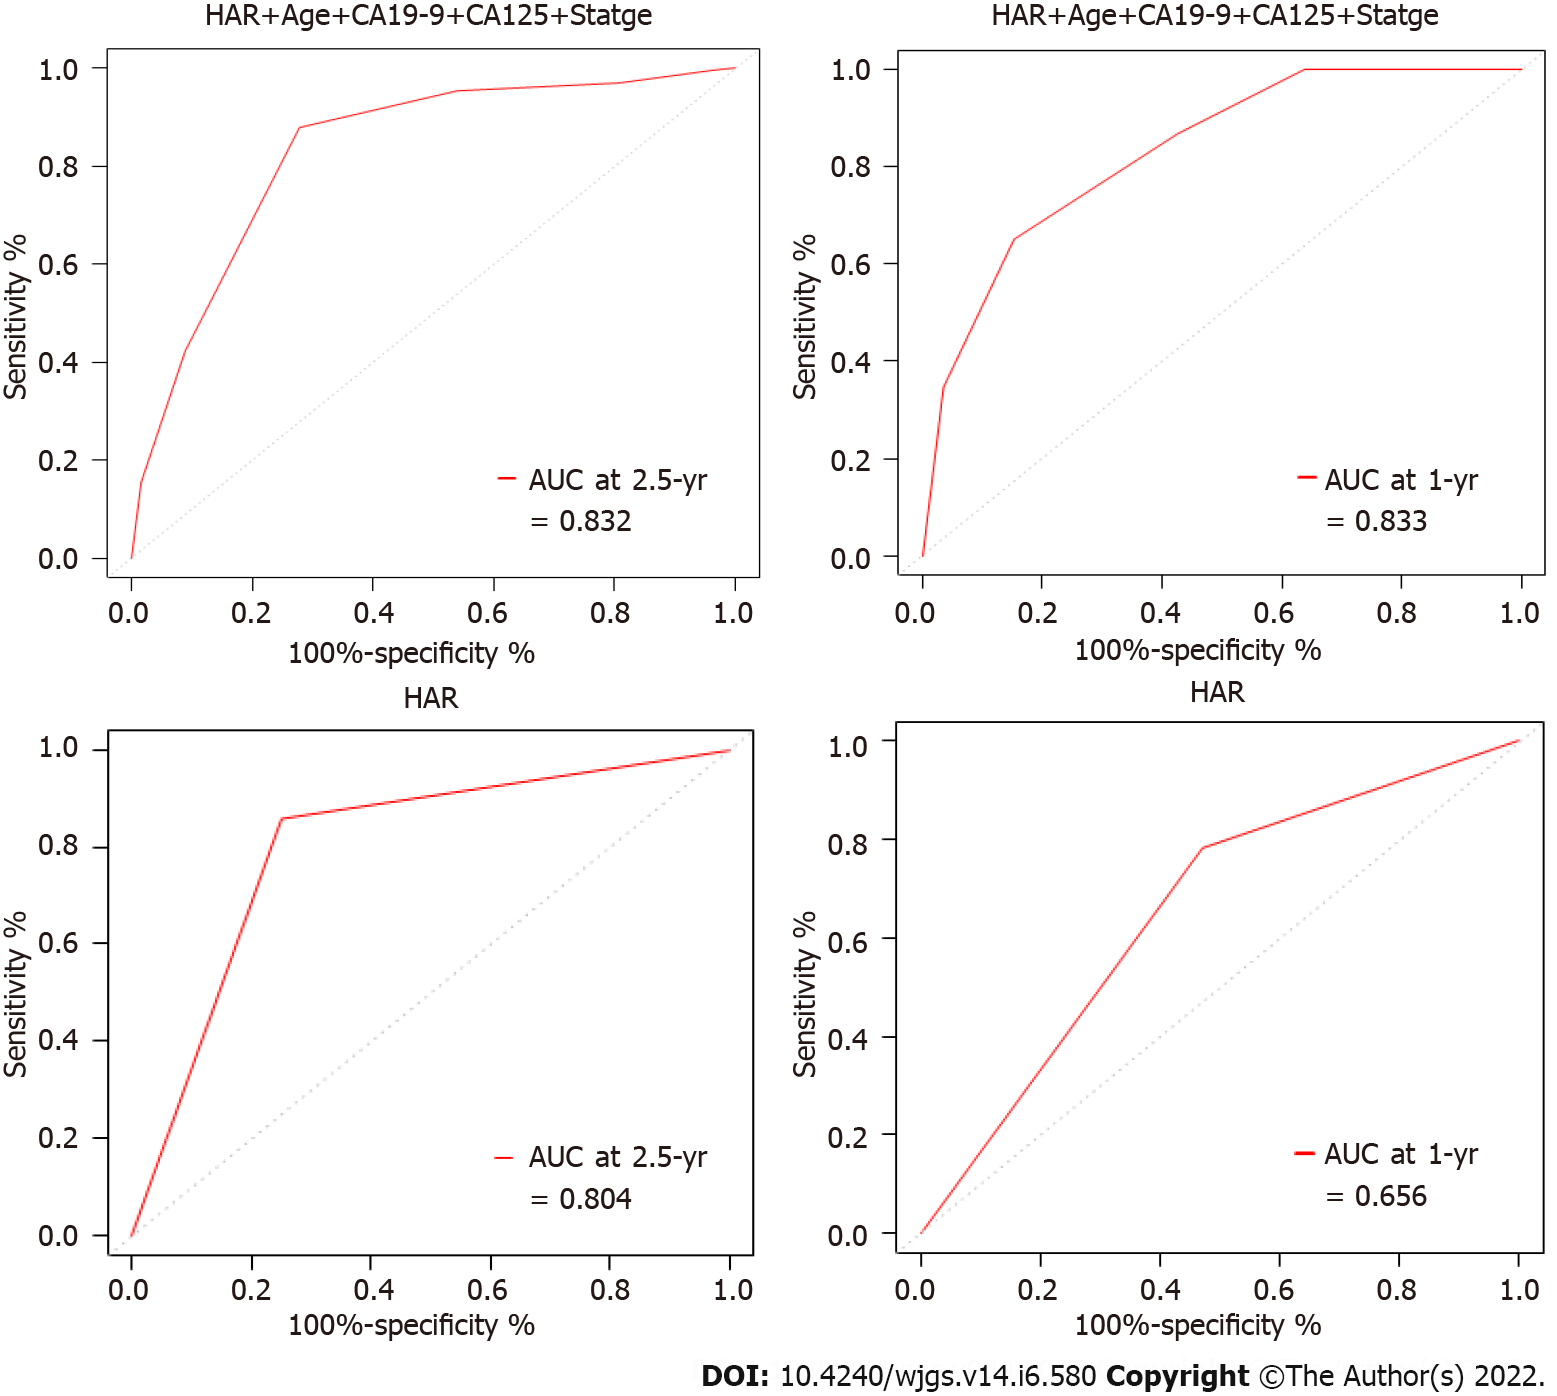 HAR+Age+CA19-9+CA125+Statge
1.0
0.8
0.6
0.4
0.2
0.0
Sensitivity %
AUC at 2.5-yr
= 0.832
0.0 0.2 0.4 0.6 0.8 1.0
100%-specificity %
HAR+Age+CA19-9+CA125+Statge
1.0
0.8
0.6
0.4
0.2
0.0
Sensitivity %
AUC at 1-yr
= 0.833
0.0 0.2 0.4 0.6 0.8 1.0
100%-specificity %
HAR
1.0
0.8
0.6
0.4
0.2
0.0
Sensitivity %
AUC at 2.5-yr
= 0.804
0.0 0.2 0.4 0.6 0.8 1.0
100%-specificity %
HAR
1.0
0.8
0.6
0.4
0.2
0.0
Sensitivity %
AUC at 1-yr
= 0.656
0.0 0.2 0.4 0.6 0.8 1.0
100%-specificity %
DOI: 10.4240/wjgs.v14.i6.580 Copyright ©The Author(s) 2022.